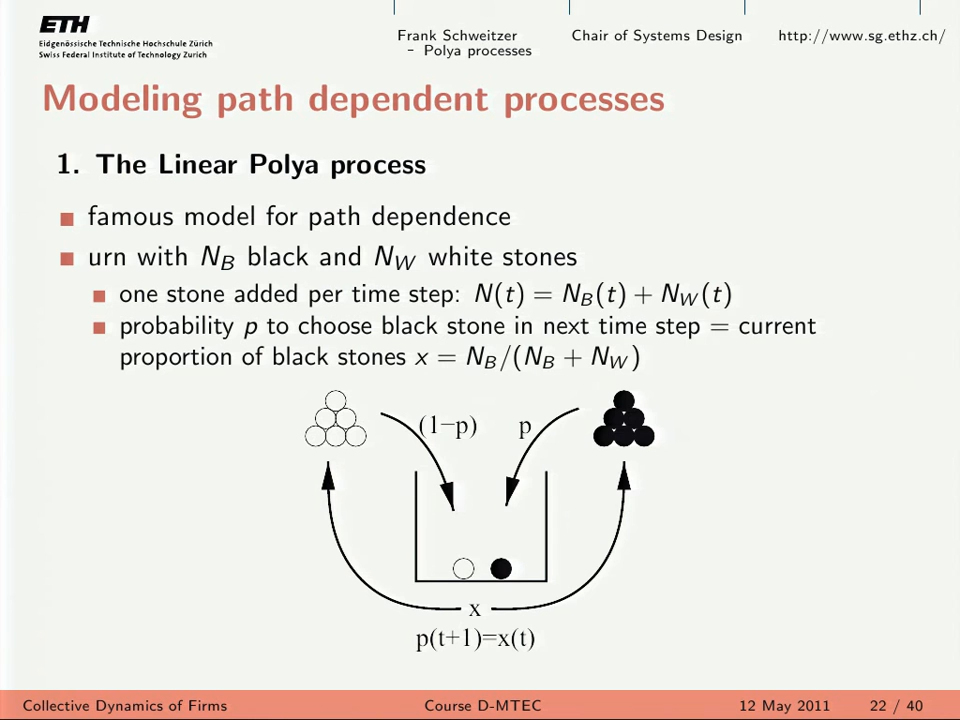 ETH
Eidgenössische Technische Hochschule Zürich
Swiss Federal Institute of Technology Zurich
Frank Schweitzer
- Polya processes
Chair of Systems Design
http://www.sg.ethz.ch/
Modeling path dependent processes
1. The Linear Polya process
famous model for path dependence
urn with N_B black and N_W white stones
one stone added per time step: N(t) = N_B(t) + N_W(t)
probability p to choose black stone in next time step = current
proportion of black stones x = N_B/(N_B + N_W)
(1−p) p
x
p(t+1)=x(t)
Collective Dynamics of Firms Course D-MTEC 12 May 2011 22 / 40